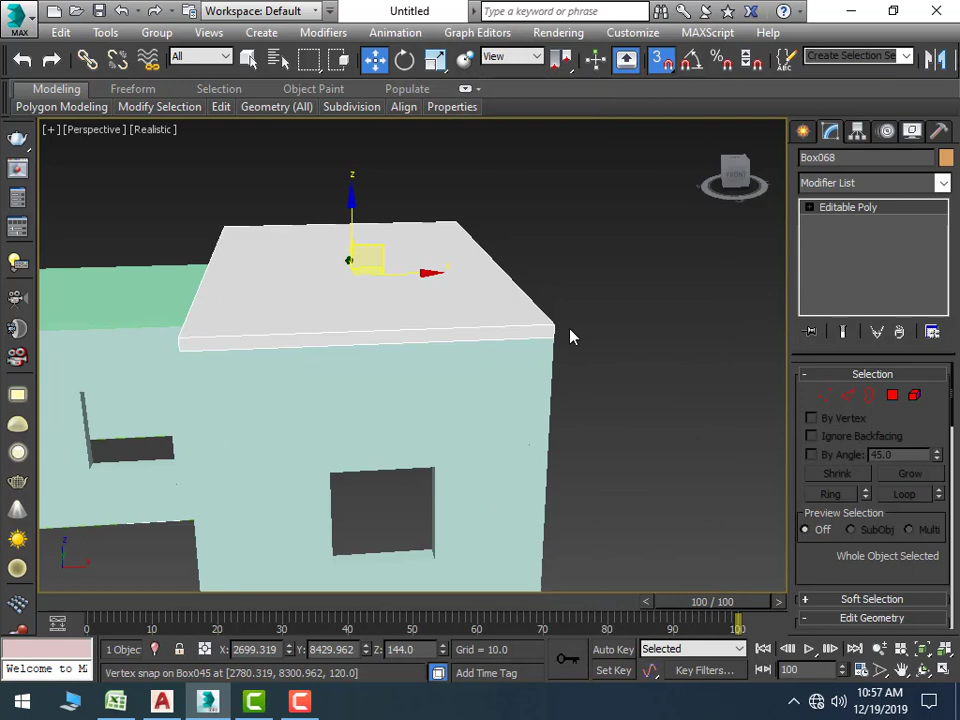 MAX
Workspace: Default
Untitled
Type a keyword or phrase
Edit Tools Group Views Create Modifiers Animation Graph Editors Rendering Customize MAXScript Help
All
View
3
Create Selection Se
Modeling Freeform Selection Object Paint Populate
Polygon Modeling Modify Selection Edit Geometry (All) Subdivision Align Properties
[+] [Perspective] [Realistic]
FRONT
z
z
x
Box068
Modifier List
+ Editable Poly
- Selection
By Vertex
Ignore Backfacing
By Angle: 45.0
Shrink Grow
Ring Loop
Preview Selection
Off SubObj Multi
Whole Object Selected
+ Soft Selection
- Edit Geometry
< 100 / 100 >
0 10 20 30 40 50 60 70 80 90 100
1 Objec X: 2699.319 Y: 8429.962 Z: 144.0 Grid = 10.0 Auto Key Selected
Welcome to M Vertex snap on Box045 at [2780.319, 8300.962, 120.0] Add Time Tag Set Key Key Filters... 100
10:57 AM
12/19/2019